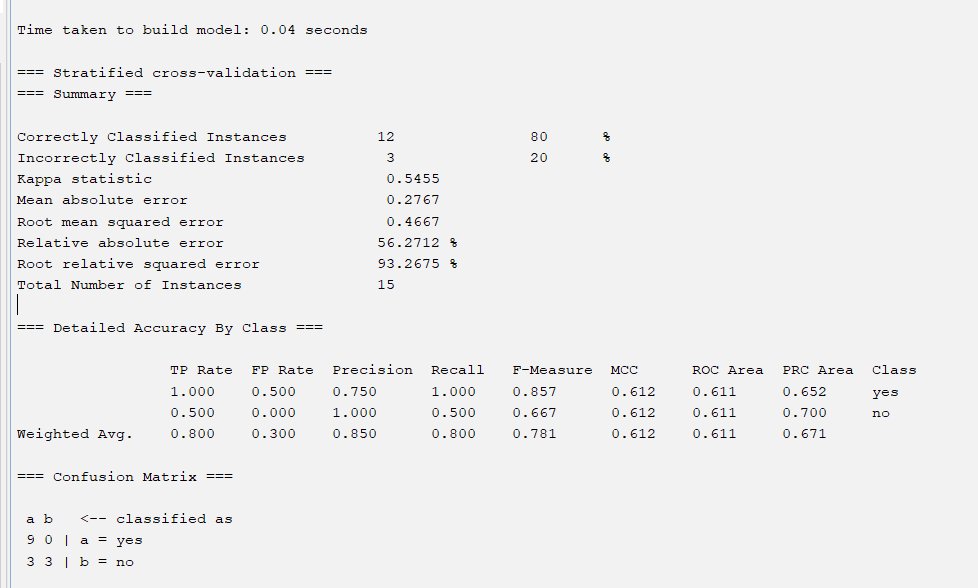 Time taken to build model: 0.04 seconds
=== Stratified cross-validation ===
=== Summary ===
Correctly Classified Instances          12               80      %
Incorrectly Classified Instances         3               20      %
Kappa statistic                          0.5455
Mean absolute error                      0.2767
Root mean squared error                  0.4667
Relative absolute error                 56.2712 %
Root relative squared error             93.2675 %
Total Number of Instances               15
=== Detailed Accuracy By Class ===
                 TP Rate  FP Rate  Precision  Recall   F-Measure  MCC      ROC Area  PRC Area  Class
                 1.000    0.500    0.750      1.000    0.857      0.612    0.611     0.652     yes
                 0.500    0.000    1.000      0.500    0.667      0.612    0.611     0.700     no
Weighted Avg.    0.800    0.300    0.850      0.800    0.781      0.612    0.611     0.671
=== Confusion Matrix ===
 a b   <-- classified as
 9 0 | a = yes
 3 3 | b = no